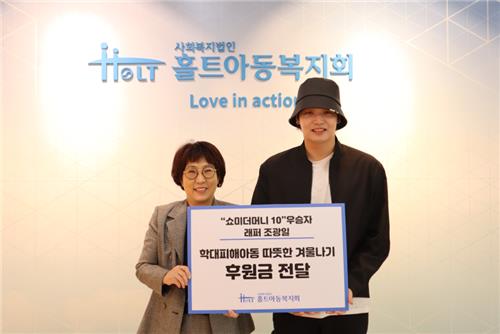 사회복지법인
HOLT 홀트아동복지회
Love in action
"쇼미더머니 10"우승자
래퍼 조광일
학대피해아동 따뜻한 겨울나기
후원금 전달
HOLT 홀트아동복지회